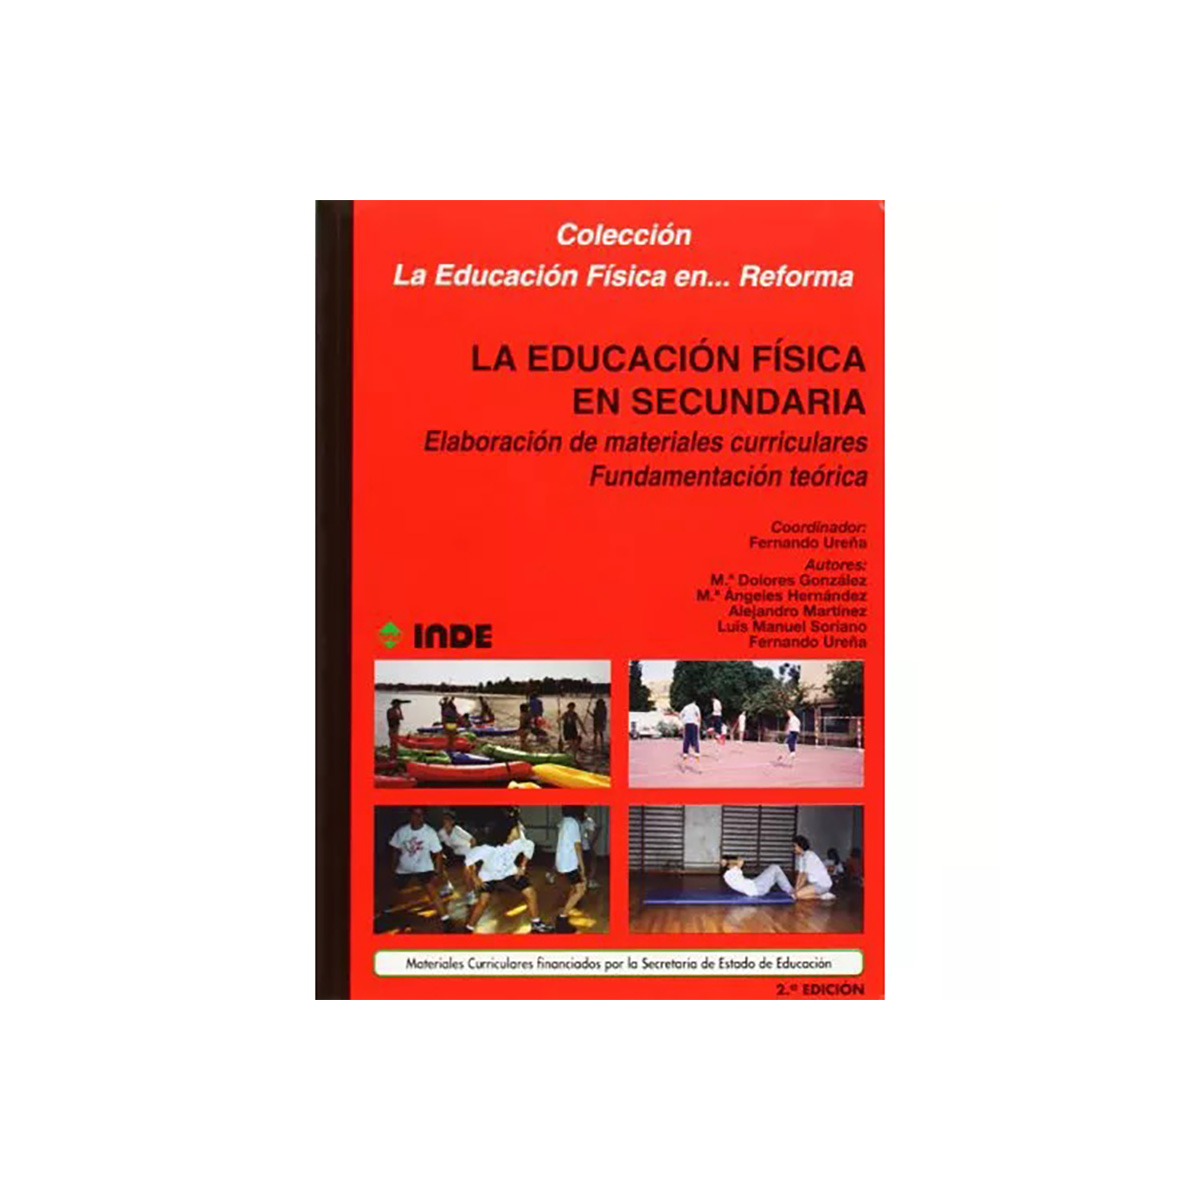 Colección
La Educación Física en... Reforma
LA EDUCACIÓN FÍSICA
EN SECUNDARIA
Elaboración de materiales curriculares
Fundamentación teórica
Coordinador:
Fernando Ureña
Autores:
M.ª Dolores González
M.ª Ángeles Hernández
Alejandro Martínez
Luis Manuel Soriano
Fernando Ureña
INDE
Materiales Curriculares financiados por la Secretaría de Estado de Educación
2.ª EDICIÓN